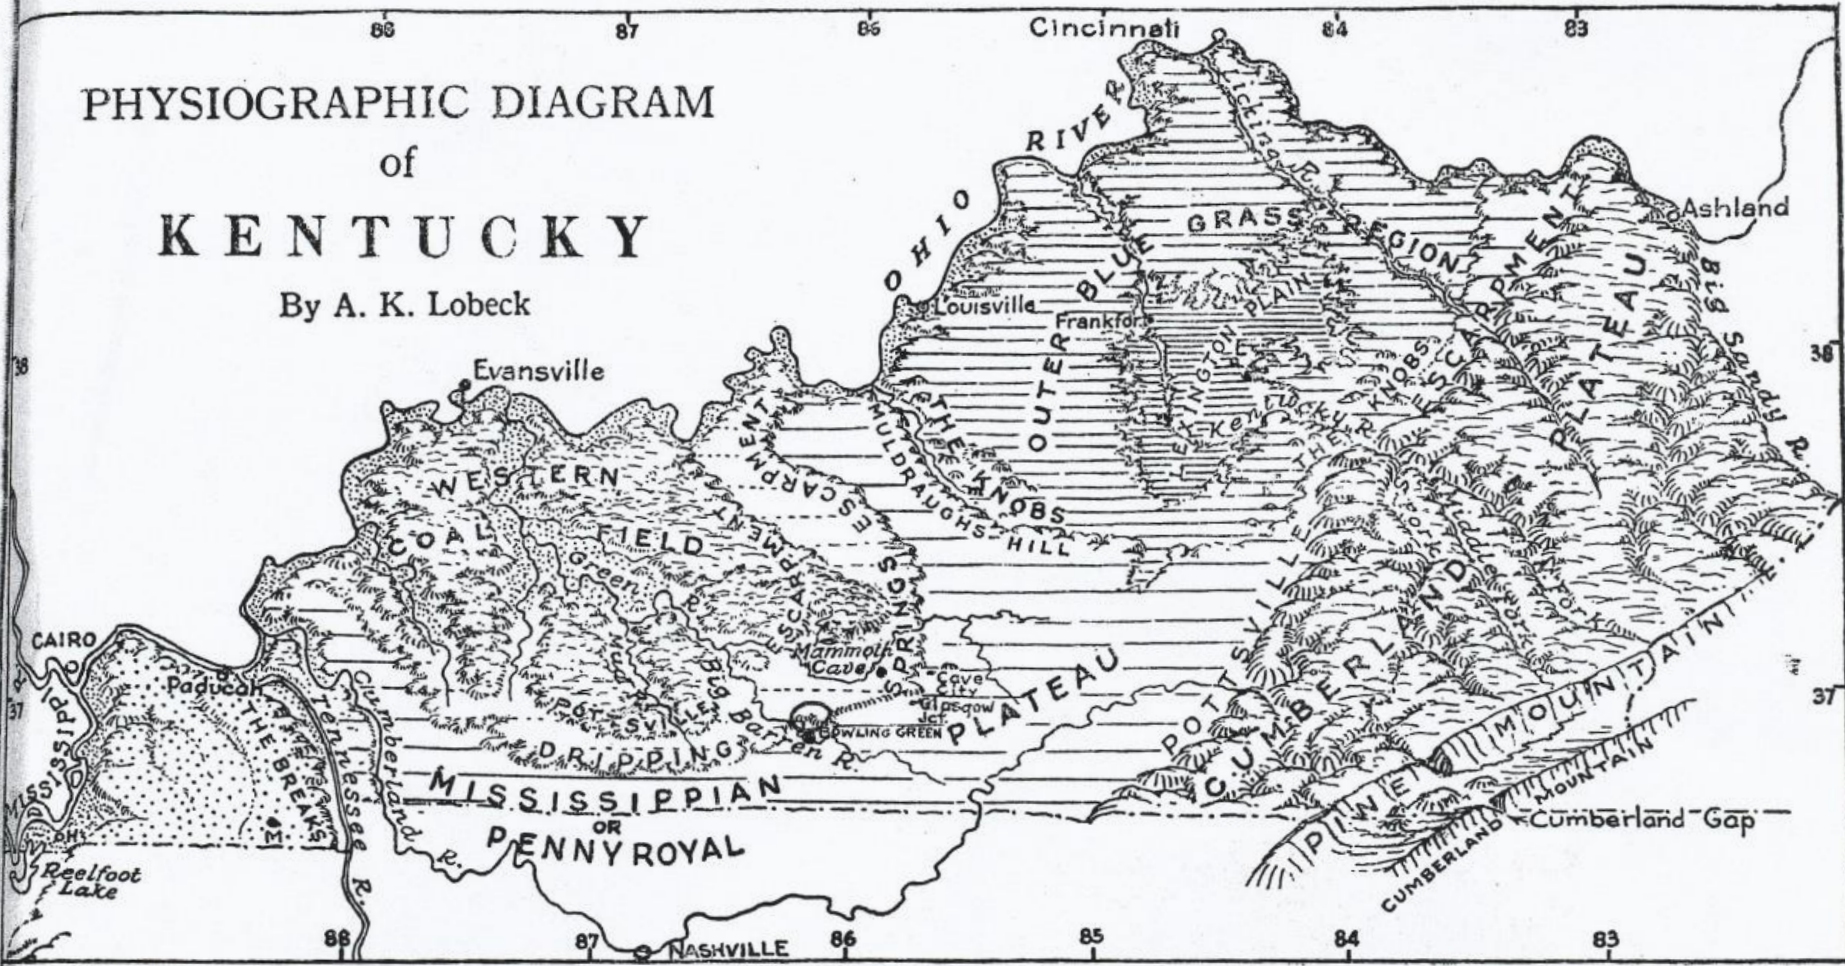 88 87 86 84 83
Cincinnati
PHYSIOGRAPHIC DIAGRAM
of
KENTUCKY
By A. K. Lobeck
OHIO RIVER
Licking R.
Ashland
BLUE GRASS REGION
OUTER
Louisville
Frankfort
LEXINGTON PLAIN
Kentucky R.
KNOBS
THE
ESCARPMENT
PLATEAU
Big Sandy R.
38
38
Evansville
WESTERN
COAL FIELD
Green R.
ESCARPMENT
ESCARPMENT
MULDRAUGHS HILL
THE KNOBS
POTTSVILLE
Middle Fork
Fork
CAIRO
Paducah
37
37
MISSISSIPPI
R.
THE BREAKS
Tennessee R.
Cumberland R.
Mammoth
Cave
SPRINGS
Cave
City
Glasgow
Jct.
BOWLING GREEN
Big Barren R.
POTTSVILLE
DRIPPING
MISSISSIPPIAN
OR
PENNYROYAL
PLATEAU
POTTSVILLE
CUMBERLAND
PINE MOUNTAIN
CUMBERLAND MOUNTAIN
Cumberland Gap
M
Reelfoot
Lake
NASHVILLE
88 87 86 85 84 83